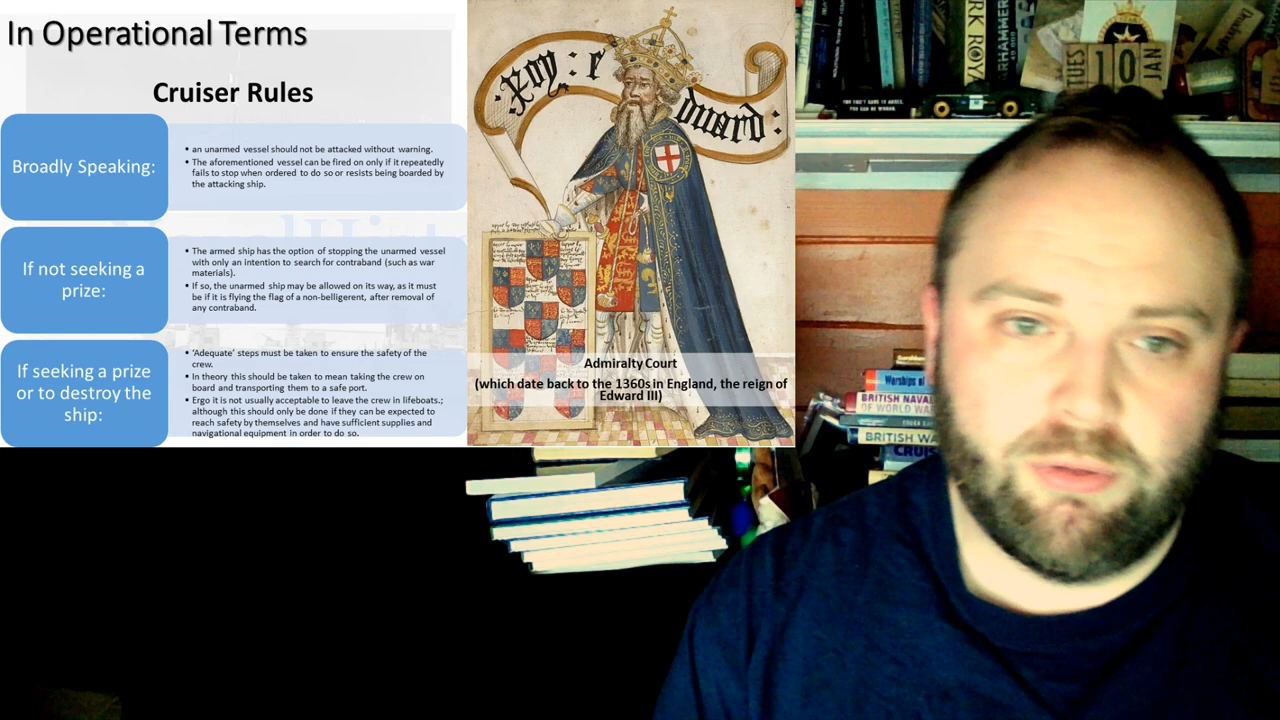 In Operational Terms
Cruiser Rules
Broadly Speaking:
▪ an unarmed vessel should not be attacked without warning.
▪ The aforementioned vessel can be fired on only if it repeatedly
fails to stop when ordered to do so or resists being boarded by
the attacking ship.
If not seeking a
prize:
▪ The armed ship has the option of stopping the unarmed vessel
with only an intention to search for contraband (such as war
materials).
▪ If so, the unarmed ship may be allowed on its way, as it must
be if it is flying the flag of a non-belligerent, after removal of
any contraband.
If seeking a prize
or to destroy the
ship:
▪ 'Adequate' steps must be taken to ensure the safety of the
crew.
▪ In theory this should be taken to mean taking the crew on
board and transporting them to a safe port.
▪ Ergo it is not usually acceptable to leave the crew in lifeboats.;
although this should only be done if they can be expected to
reach safety by themselves and have sufficient supplies and
navigational equipment in order to do so.
:Roy : e
duard:
Admiralty Court
(which date back to the 1360s in England, the reign of
Edward III)
TUES
10
JAN
BRITISH NAVAL
OF WORLD WAR
BRITISH WA
CRUIS